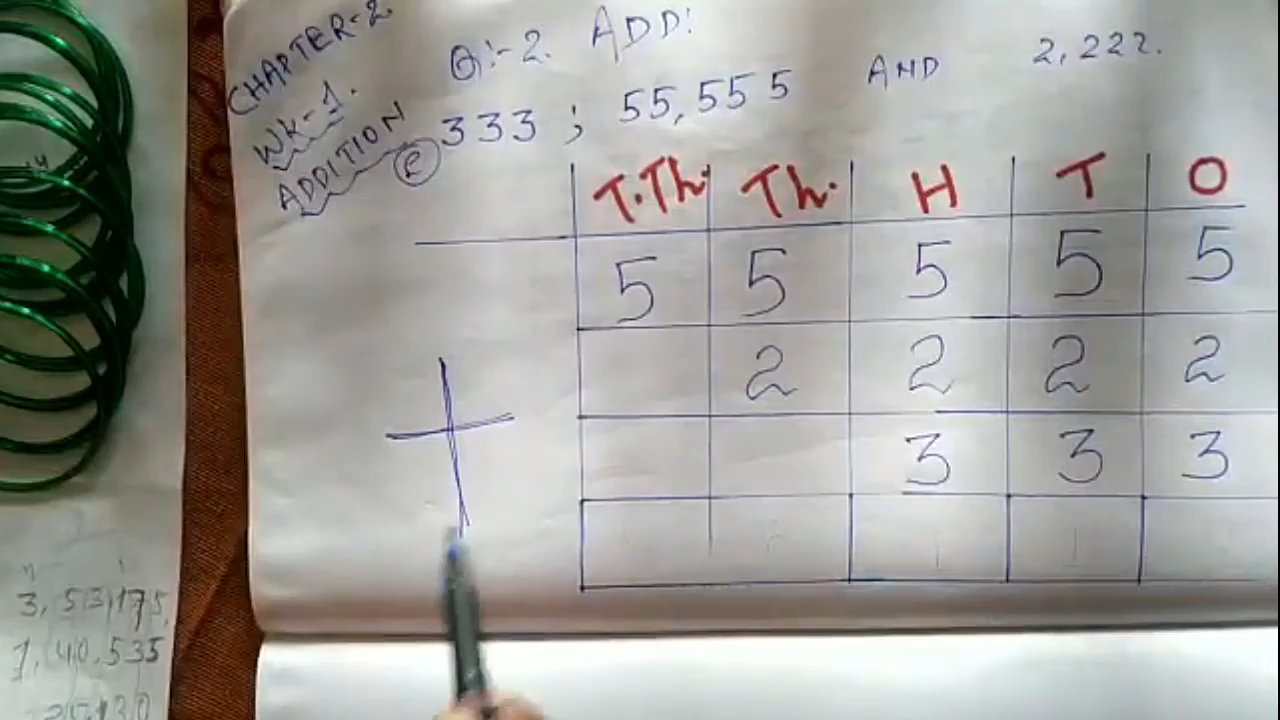 CHAPTER-2.
WK-1.
ADDITION
Q:-2. ADD:
(e) 333 ; 55,555 AND 2,222.
T.Th. Th. H T O
5 5 5 5 5
2 2 2 2
3 3 3
+
3,53,175,
1,40,535